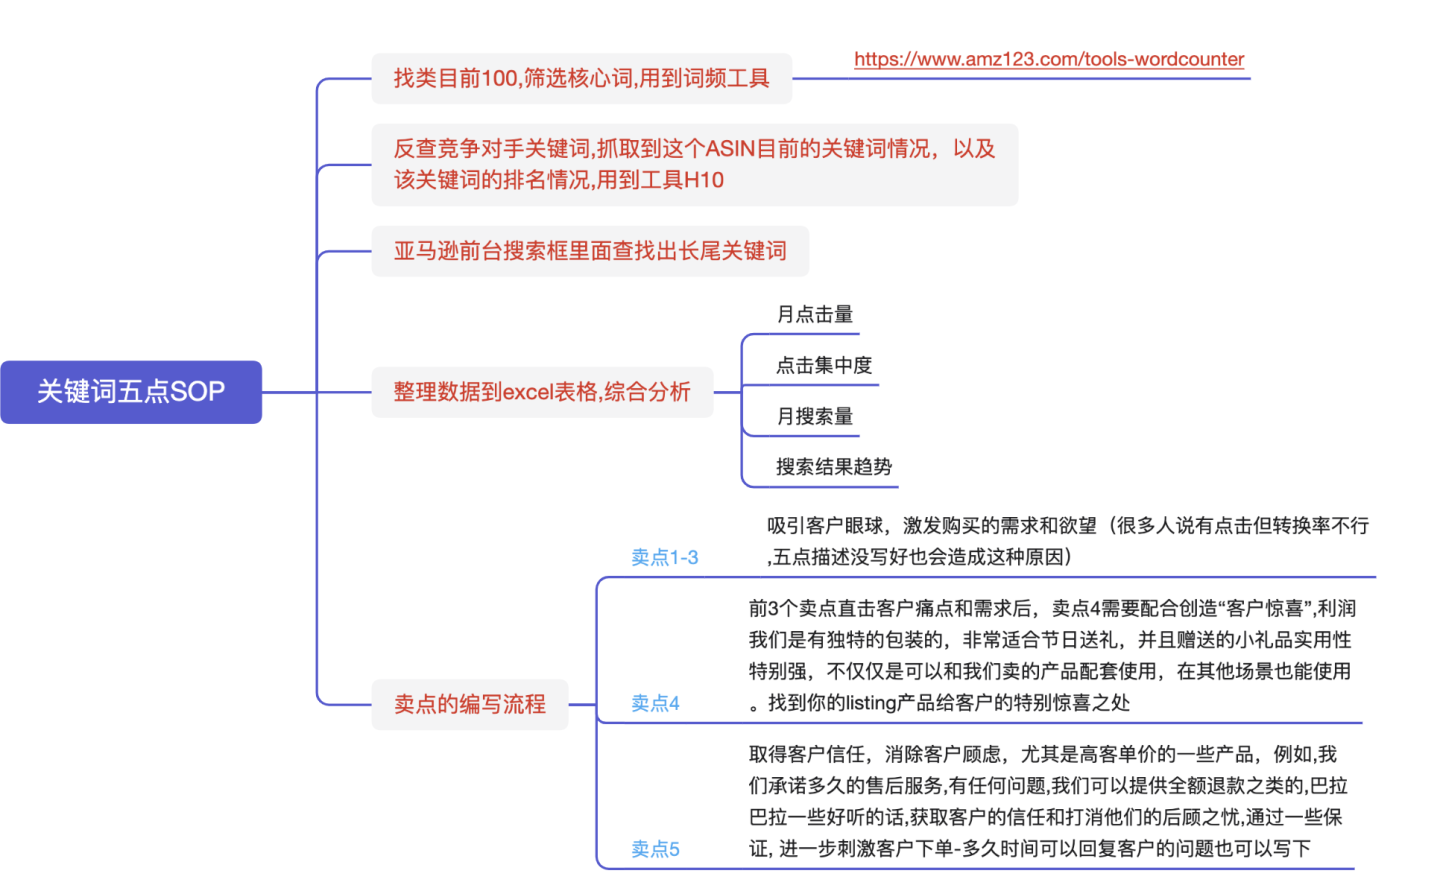 找类目前100,筛选核心词,用到词频工具
https://www.amz123.com/tools-wordcounter
反查竞争对手关键词,抓取到这个ASIN目前的关键词情况，以及
该关键词的排名情况,用到工具H10
亚马逊前台搜索框里面查找出长尾关键词
关键词五点SOP
整理数据到excel表格,综合分析
月点击量
点击集中度
月搜索量
搜索结果趋势
卖点的编写流程
卖点1-3
吸引客户眼球，激发购买的需求和欲望（很多人说有点击但转换率不行
,五点描述没写好也会造成这种原因）
卖点4
前3个卖点直击客户痛点和需求后，卖点4需要配合创造“客户惊喜”,利润
我们是有独特的包装的，非常适合节日送礼，并且赠送的小礼品实用性
特别强，不仅仅是可以和我们卖的产品配套使用，在其他场景也能使用
。找到你的listing产品给客户的特别惊喜之处
卖点5
取得客户信任，消除客户顾虑，尤其是高客单价的一些产品，例如,我
们承诺多久的售后服务,有任何问题,我们可以提供全额退款之类的,巴拉
巴拉一些好听的话,获取客户的信任和打消他们的后顾之忧,通过一些保
证, 进一步刺激客户下单-多久时间可以回复客户的问题也可以写下